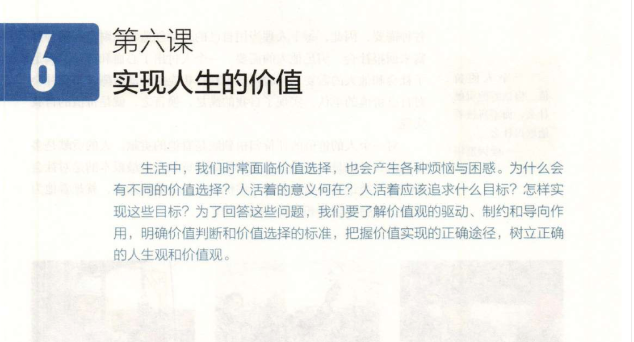 6
第六课
实现人生的价值
生活中，我们时常面临价值选择，也会产生各种烦恼与困惑。为什么会
有不同的价值选择？人活着的意义何在？人活着应该追求什么目标？怎样实
现这些目标？为了回答这些问题，我们要了解价值观的驱动、制约和导向作
用，明确价值判断和价值选择的标准，把握价值实现的正确途径，树立正确
的人生观和价值观。